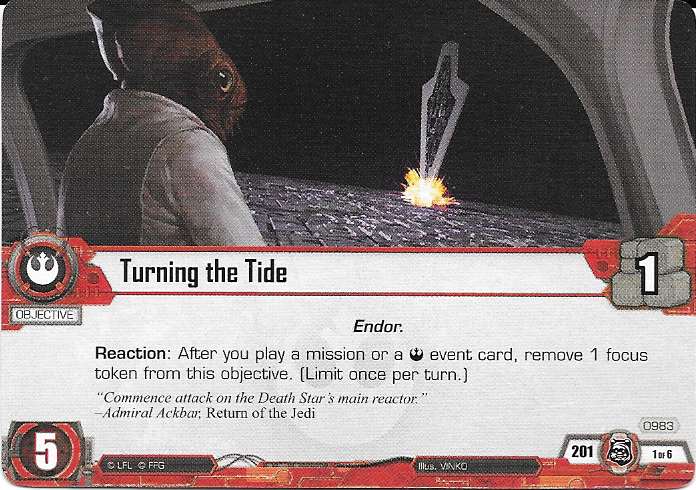 Turning the Tide
1
OBJECTIVE
Endor.
Reaction: After you play a mission or a event card, remove 1 focus
token from this objective. (Limit once per turn.)
“Commence attack on the Death Star’s main reactor.”
–Admiral Ackbar, Return of the Jedi
5
0983
© LFL © FFG
Illus. VINKO
201
1 OF 6